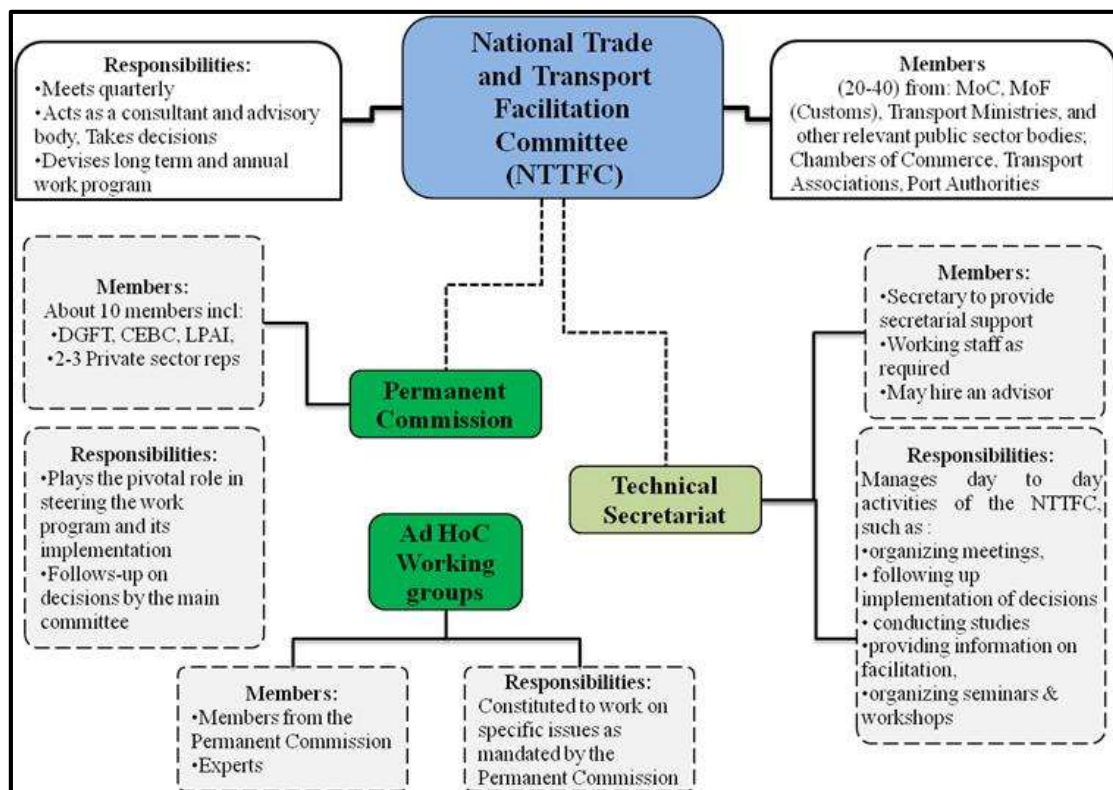 National Trade
and Transport
Facilitation
Committee
(NTTFC)
Responsibilities:
•Meets quarterly
•Acts as a consultant and advisory
body, Takes decisions
•Devises long term and annual
work program
Members
(20-40) from: MoC, MoF
(Customs), Transport Ministries, and
other relevant public sector bodies;
Chambers of Commerce, Transport
Associations, Port Authorities
Members:
About 10 members incl:
•DGFT, CEBC, LPAI,
•2-3 Private sector reps
Permanent
Commission
Responsibilities:
•Plays the pivotal role in
steering the work
program and its
implementation
•Follows-up on
decisions by the main
committee
Members:
•Secretary to provide
secretarial support
•Working staff as
required
•May hire an advisor
Technical
Secretariat
Responsibilities:
Manages day to day
activities of the NTTFC,
such as :
•organizing meetings,
• following up
implementation of decisions
• conducting studies
•providing information on
facilitation,
•organizing seminars &
workshops
Ad HoC
Working
groups
Members:
•Members from the
Permanent Commission
•Experts
Responsibilities:
Constituted to work on
specific issues as
mandated by the
Permanent Commission